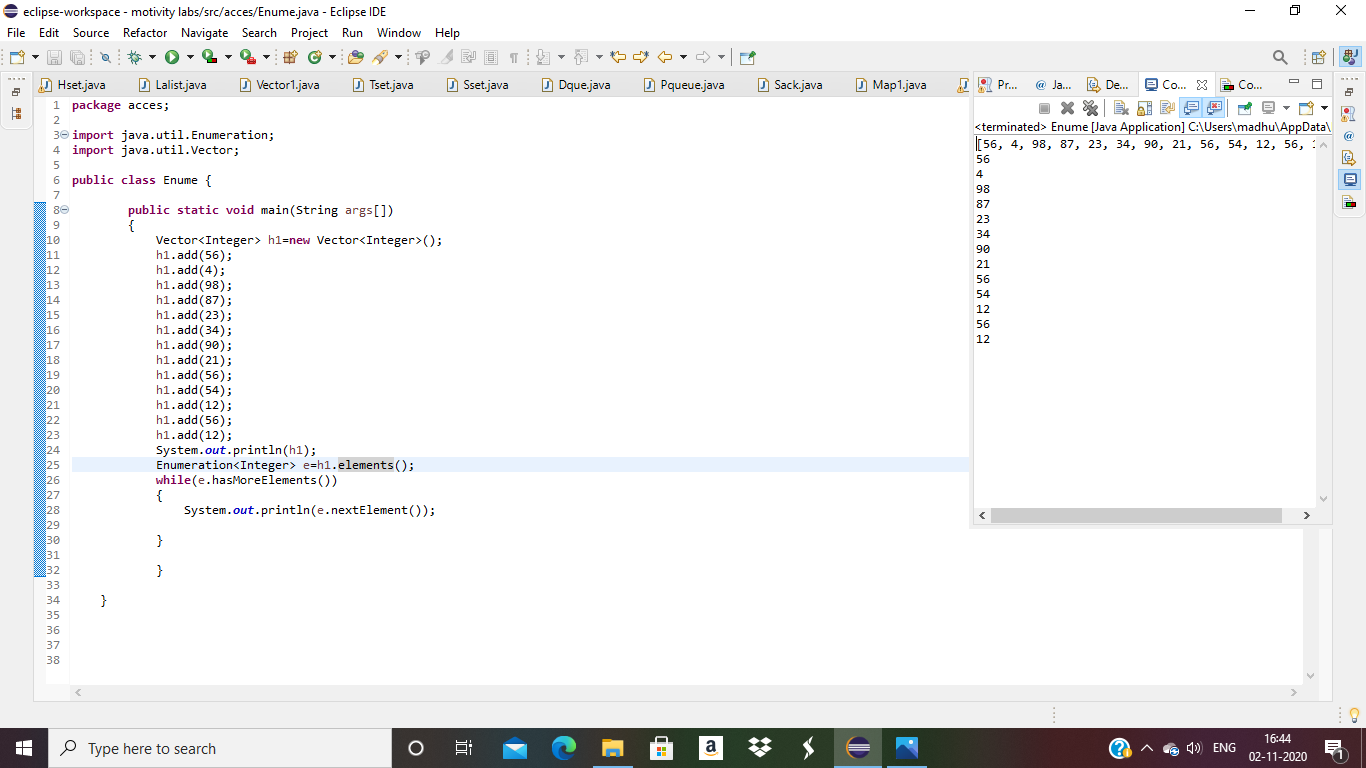 eclipse-workspace - motivity labs/src/acces/Enume.java - Eclipse IDE
File Edit Source Refactor Navigate Search Project Run Window Help
Hset.java Lalist.java Vector1.java Tset.java Sset.java Dque.java Pqueue.java Sack.java Map1.java
1 package acces;
2
3 import java.util.Enumeration;
4 import java.util.Vector;
5
6 public class Enume {
7
8 public static void main(String args[])
9 {
10 Vector<Integer> h1=new Vector<Integer>();
11 h1.add(56);
12 h1.add(4);
13 h1.add(98);
14 h1.add(87);
15 h1.add(23);
16 h1.add(34);
17 h1.add(90);
18 h1.add(21);
19 h1.add(56);
20 h1.add(54);
21 h1.add(12);
22 h1.add(56);
23 h1.add(12);
24 System.out.println(h1);
25 Enumeration<Integer> e=h1.elements();
26 while(e.hasMoreElements())
27 {
28 System.out.println(e.nextElement());
29
30 }
31
32 }
33
34 }
35
36
37
38
Pr... @ Ja... De... Co... Co...
<terminated> Enume [Java Application] C:\Users\madhu\AppData\
[56, 4, 98, 87, 23, 34, 90, 21, 56, 54, 12, 56,
56
4
98
87
23
34
90
21
56
54
12
56
12
Type here to search
ENG
16:44
02-11-2020
1